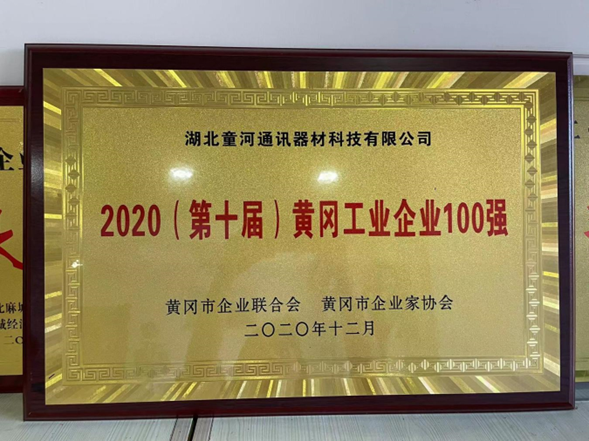 湖北童河通讯器材科技有限公司
2020（第十届）黄冈工业企业100强
黄冈市企业联合会 黄冈市企业家协会
二〇二〇年十二月